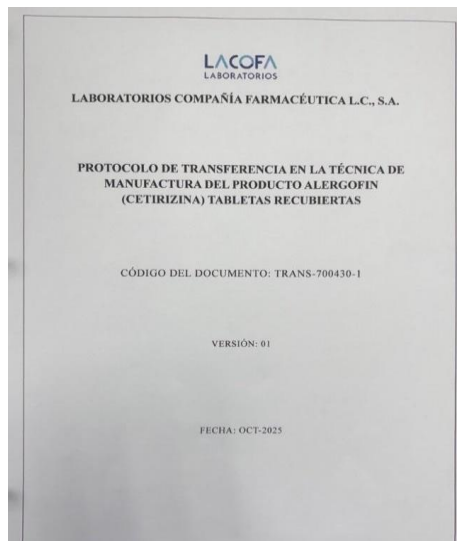 LACOFA
LABORATORIOS
LABORATORIOS COMPAÑÍA FARMACÉUTICA L.C., S.A.
PROTOCOLO DE TRANSFERENCIA EN LA TÉCNICA DE
MANUFACTURA DEL PRODUCTO ALERGOFIN
(CETIRIZINA) TABLETAS RECUBIERTAS
CÓDIGO DEL DOCUMENTO: TRANS-700430-1
VERSIÓN: 01
FECHA: OCT-2025